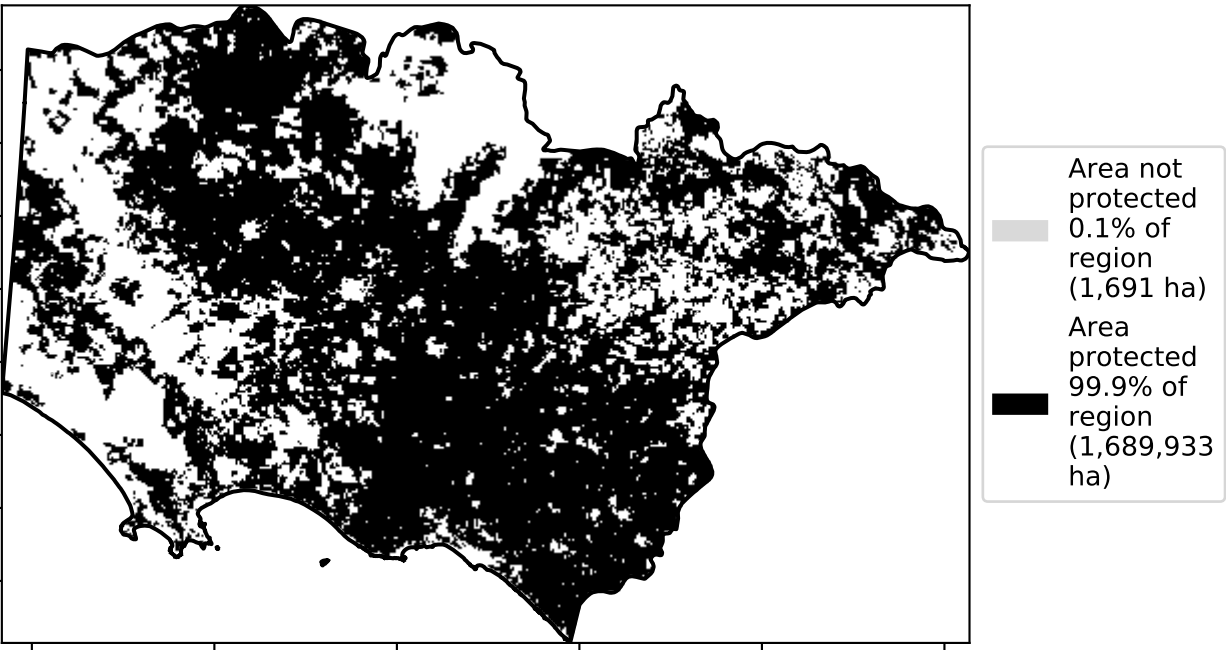 Area not
protected
0.1% of
region
(1,691 ha)
Area
protected
99.9% of
region
(1,689,933
ha)